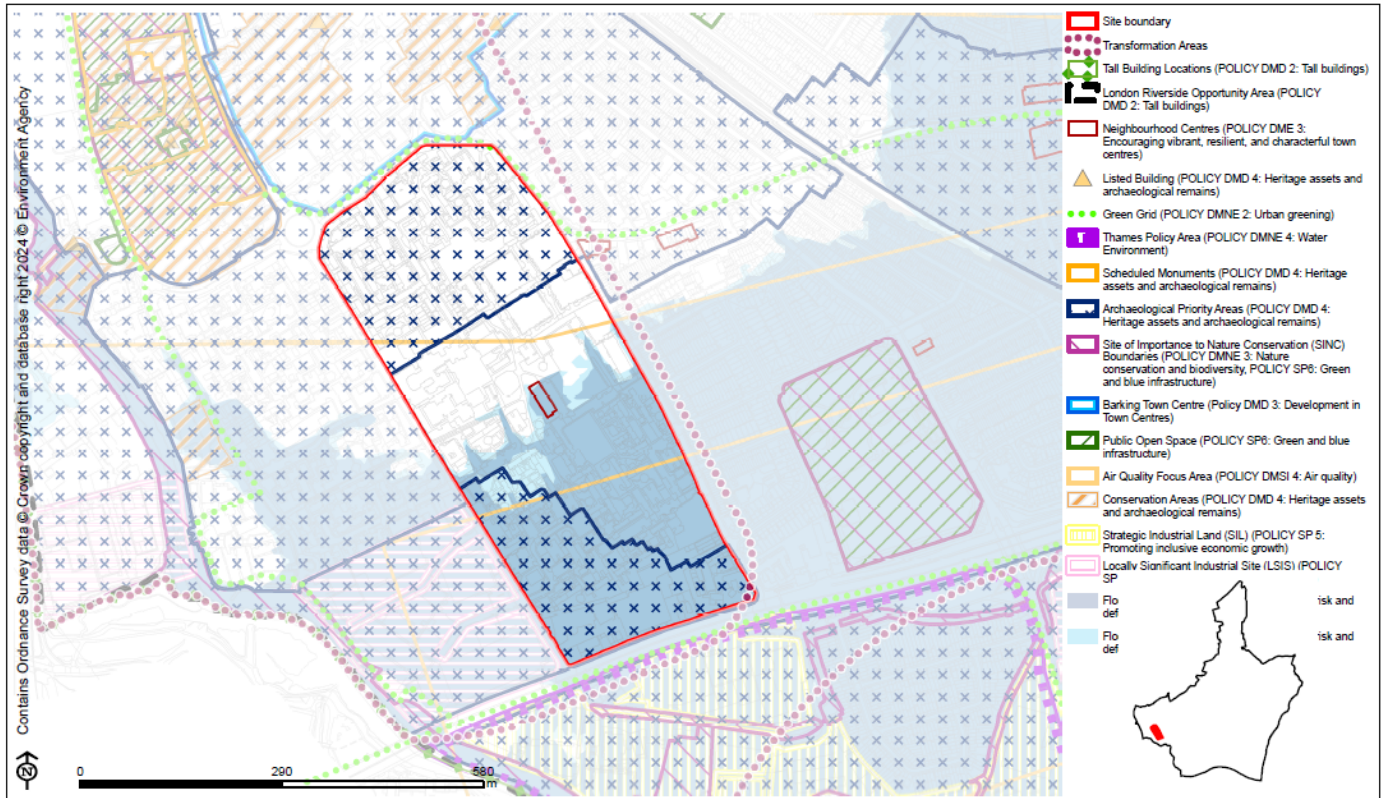 Contains Ordnance Survey data © Crown copyright and database right 2024 © Environment Agency
N
0
290
580
m
Site boundary
Transformation Areas
Tall Building Locations (POLICY DMD 2: Tall buildings)
London Riverside Opportunity Area (POLICY
DMD 2: Tall buildings)
Neighbourhood Centres (POLICY DME 3:
Encouraging vibrant, resilient, and characterful town
centres)
Listed Building (POLICY DMD 4: Heritage assets and
archaeological remains)
Green Grid (POLICY DMNE 2: Urban greening)
Thames Policy Area (POLICY DMNE 4: Water
Environment)
Scheduled Monuments (POLICY DMD 4: Heritage
assets and archaeological remains)
Archaeological Priority Areas (POLICY DMD 4:
Heritage assets and archaeological remains)
Site of Importance to Nature Conservation (SINC)
Boundaries (POLICY DMNE 3: Nature
conservation and biodiversity, POLICY SP6: Green
and blue infrastructure)
Barking Town Centre (Policy DMD 3: Development in
Town Centres)
Public Open Space (POLICY SP6: Green and blue
infrastructure)
Air Quality Focus Area (POLICY DMSI 4: Air quality)
Conservation Areas (POLICY DMD 4: Heritage assets
and archaeological remains)
Strategic Industrial Land (SIL) (POLICY SP 5:
Promoting inclusive economic growth)
Locally Significant Industrial Site (LSIS) (POLICY
SP
Flo isk and
def
Flo isk and
def